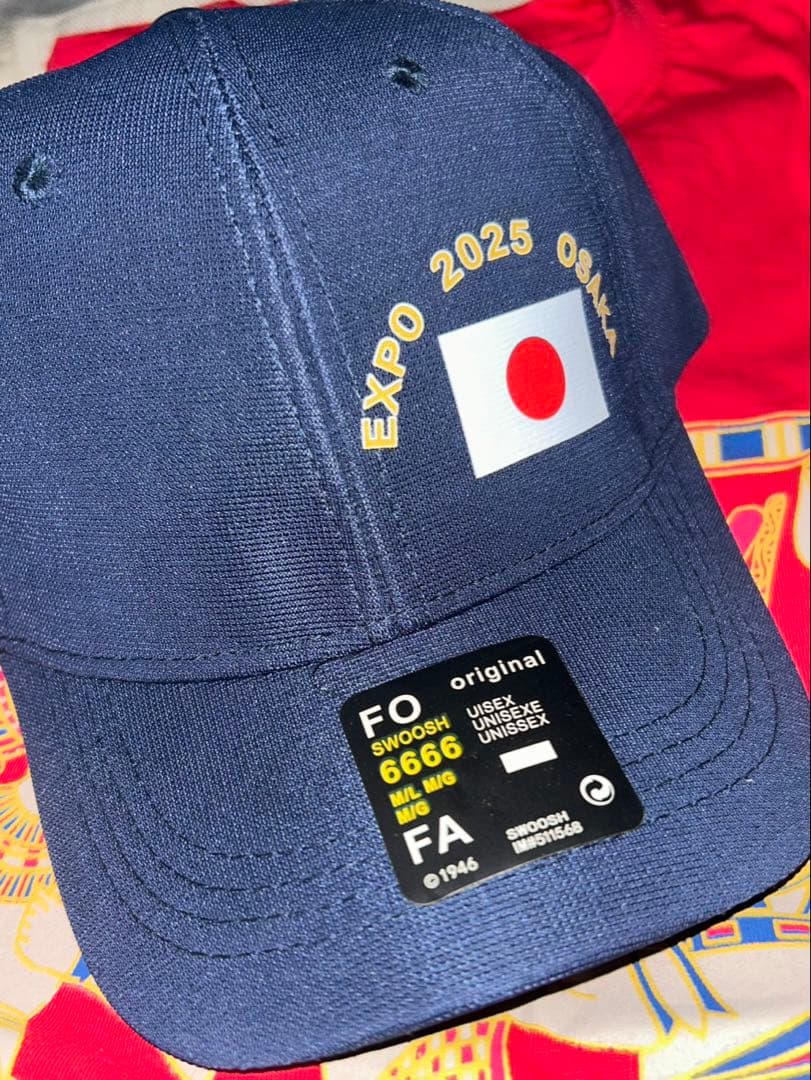 EXPO 2025 OSAKA
FO original
SWOOSH
6666
M/L M/G
M/G
FA
©1946
UISEX
UNISEXE
UNISSEX
SWOOSH
IM#511568